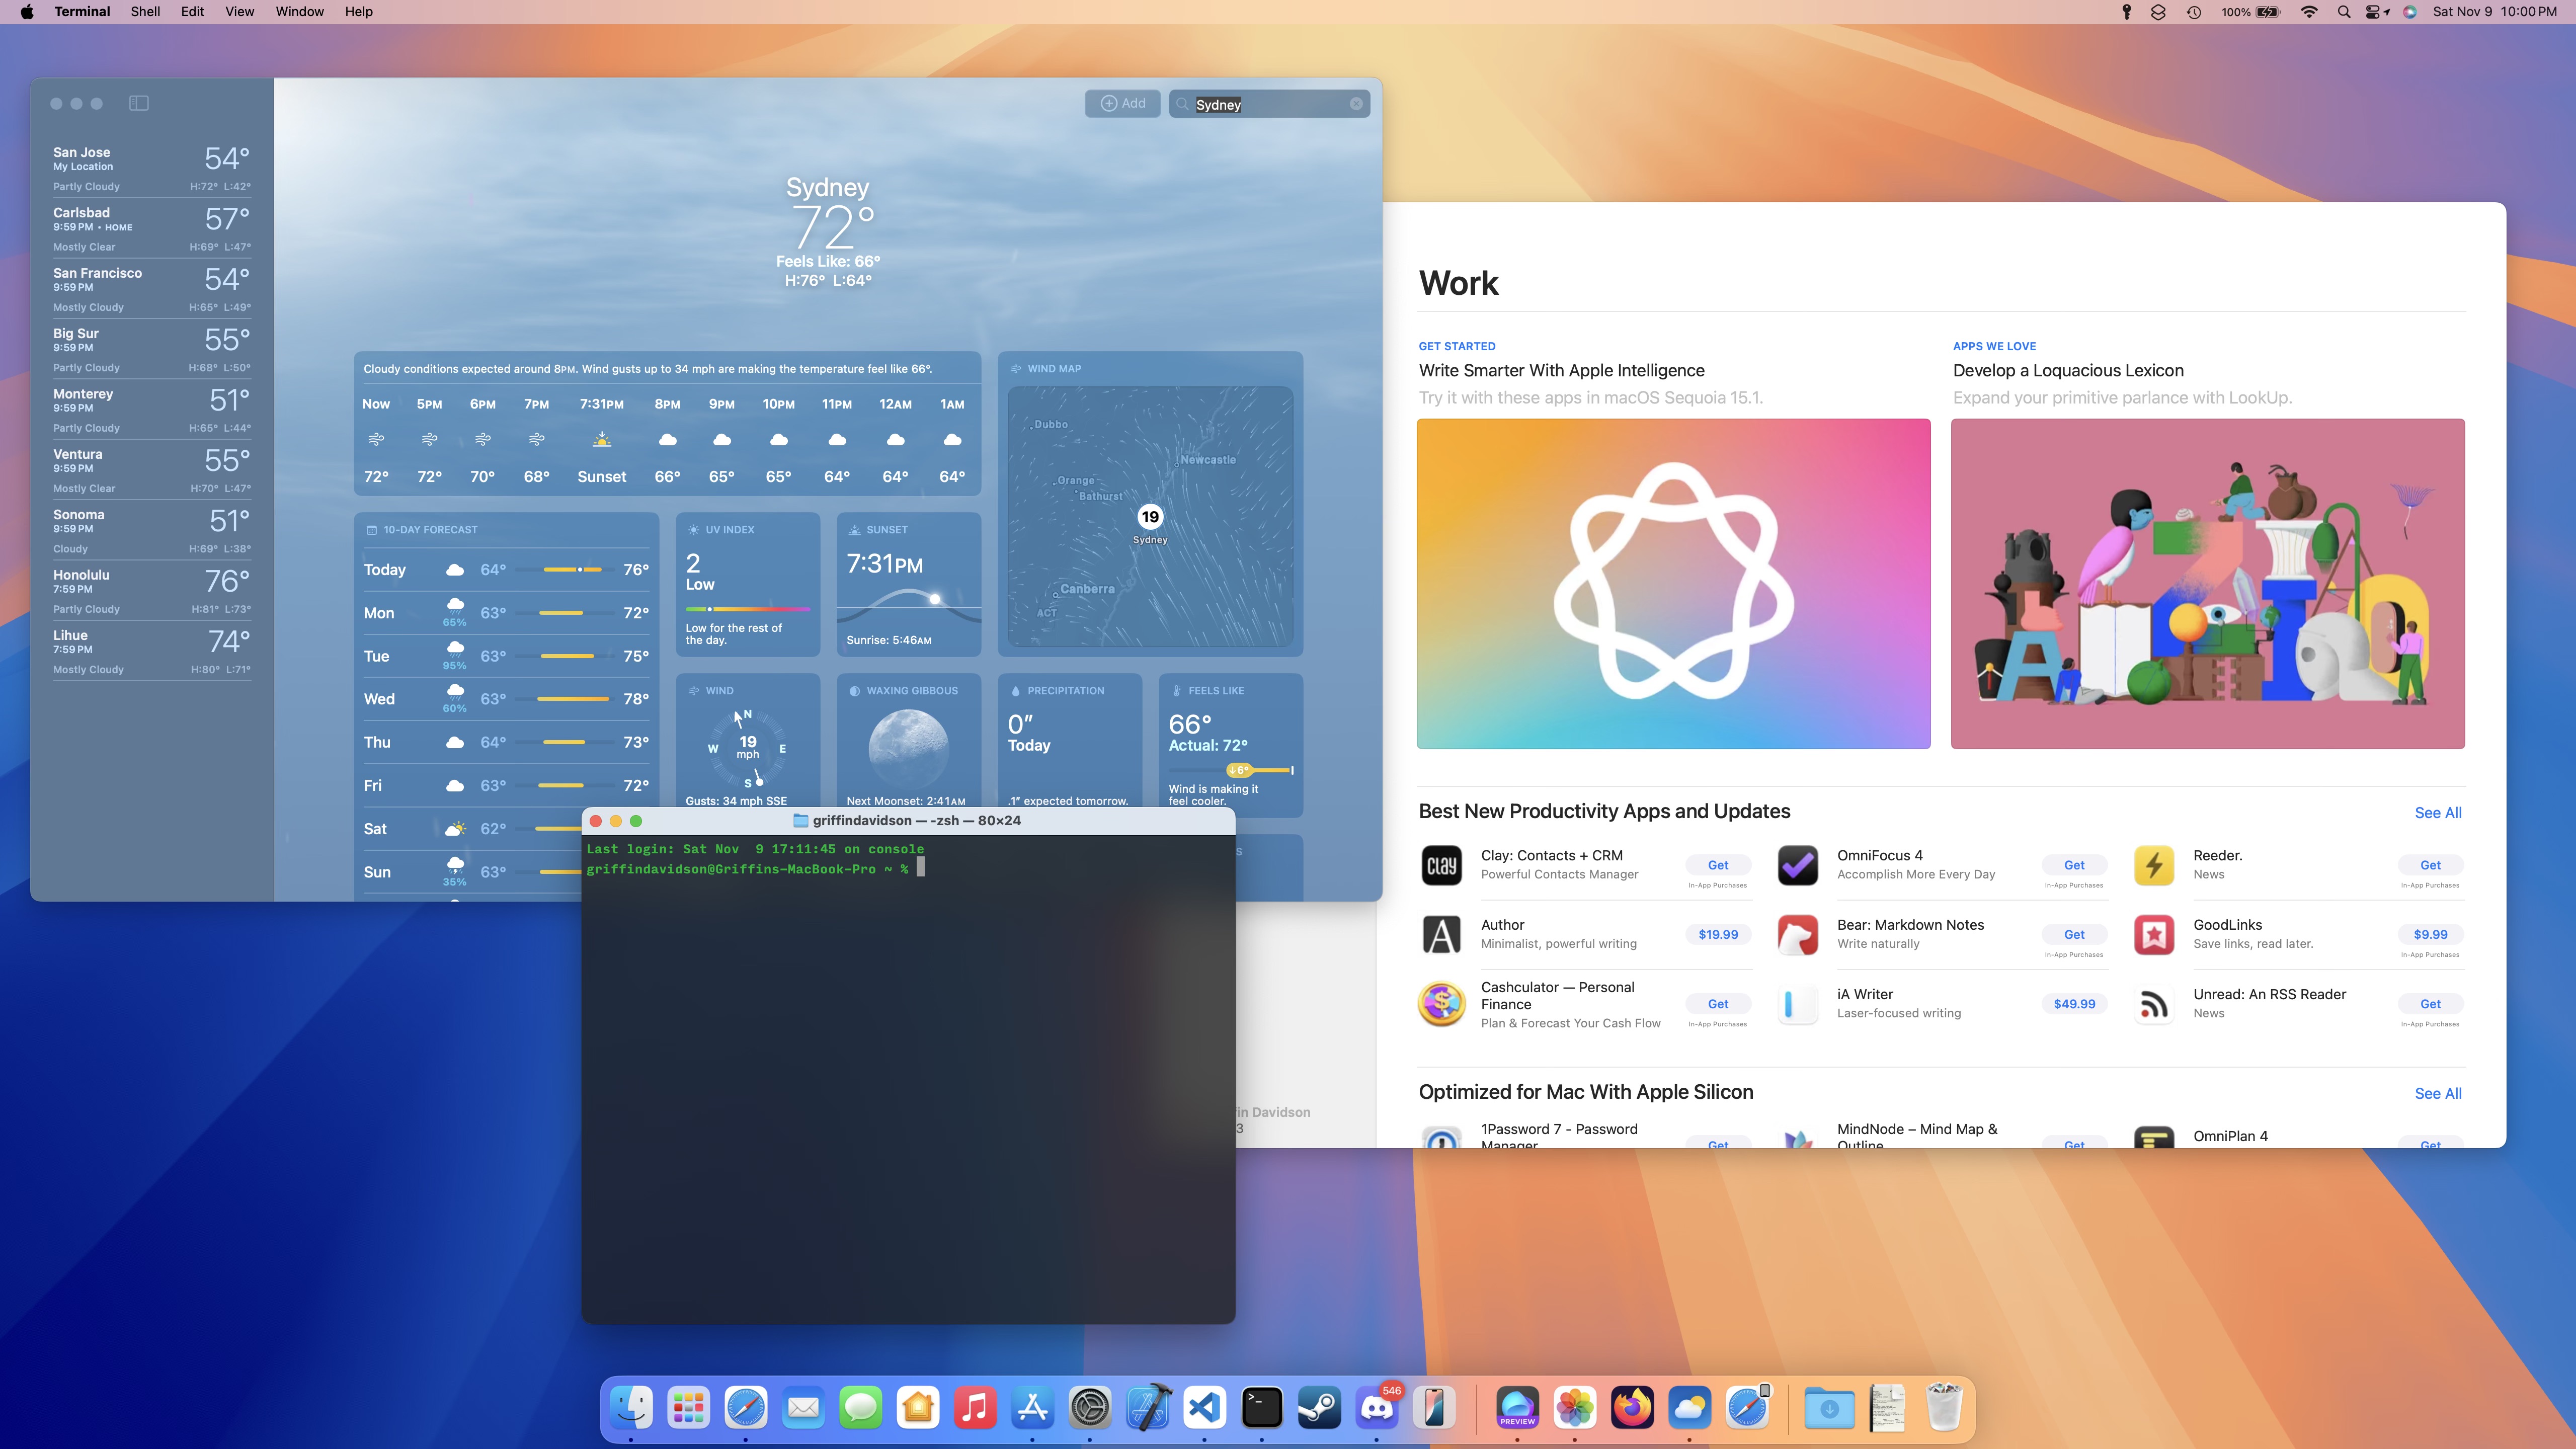 Terminal Shell Edit View Window Help
100%
Sat Nov 9 10:00 PM
San Jose 54°
My Location
Partly Cloudy H:72° L:42°
Carlsbad 57°
9:59 PM • HOME
Mostly Clear H:69° L:47°
San Francisco 54°
9:59 PM
Mostly Cloudy H:65° L:49°
Big Sur 55°
9:59 PM
Partly Cloudy H:68° L:50°
Monterey 51°
9:59 PM
Partly Cloudy H:65° L:44°
Ventura 55°
9:59 PM
Mostly Clear H:70° L:47°
Sonoma 51°
9:59 PM
Cloudy H:69° L:38°
Honolulu 76°
7:59 PM
Partly Cloudy H:81° L:73°
Lihue 74°
7:59 PM
Mostly Cloudy H:80° L:71°
Add
Sydney
Sydney
72°
Feels Like: 66°
H:76° L:64°
Cloudy conditions expected around 8PM. Wind gusts up to 34 mph are making the temperature feel like 66°.
Now 5PM 6PM 7PM 7:31PM 8PM 9PM 10PM 11PM 12AM 1AM
72° 72° 70° 68° Sunset 66° 65° 65° 64° 64° 64°
WIND MAP
Dubbo
Newcastle
Orange
Bathurst
19
Sydney
Canberra
ACT
10-DAY FORECAST
Today 64° 76°
Mon 65% 63° 72°
Tue 95% 63° 75°
Wed 60% 63° 78°
Thu 64° 73°
Fri 63° 72°
Sat 62°
Sun 35% 63°
UV INDEX
2
Low
Low for the rest of
the day.
SUNSET
7:31PM
Sunrise: 5:46AM
WIND
N
W E
S
19
mph
Gusts: 34 mph SSE
WAXING GIBBOUS
Next Moonset: 2:41AM
PRECIPITATION
0″
Today
.1″ expected tomorrow.
FEELS LIKE
66°
Actual: 72°
↓6°
Wind is making it
feel cooler.
S
griffindavidson — -zsh — 80×24
Last login: Sat Nov  9 17:11:45 on console
griffindavidson@Griffins-MacBook-Pro ~ %
in Davidson
3
Work
GET STARTED
Write Smarter With Apple Intelligence
Try it with these apps in macOS Sequoia 15.1.
APPS WE LOVE
Develop a Loquacious Lexicon
Expand your primitive parlance with LookUp.
Best New Productivity Apps and Updates
See All
Clay
Clay: Contacts + CRM
Powerful Contacts Manager
Get
In-App Purchases
OmniFocus 4
Accomplish More Every Day
Get
In-App Purchases
Reeder.
News
Get
In-App Purchases
A
Author
Minimalist, powerful writing
$19.99
Bear: Markdown Notes
Write naturally
Get
In-App Purchases
GoodLinks
Save links, read later.
$9.99
In-App Purchases
Cashculator — Personal
Finance
Plan & Forecast Your Cash Flow
Get
In-App Purchases
iA Writer
Laser-focused writing
$49.99
Unread: An RSS Reader
News
Get
In-App Purchases
Optimized for Mac With Apple Silicon
See All
1Password 7 - Password
Manager
Get
MindNode – Mind Map &
Outline
Get
OmniPlan 4
Get
546
PREVIEW